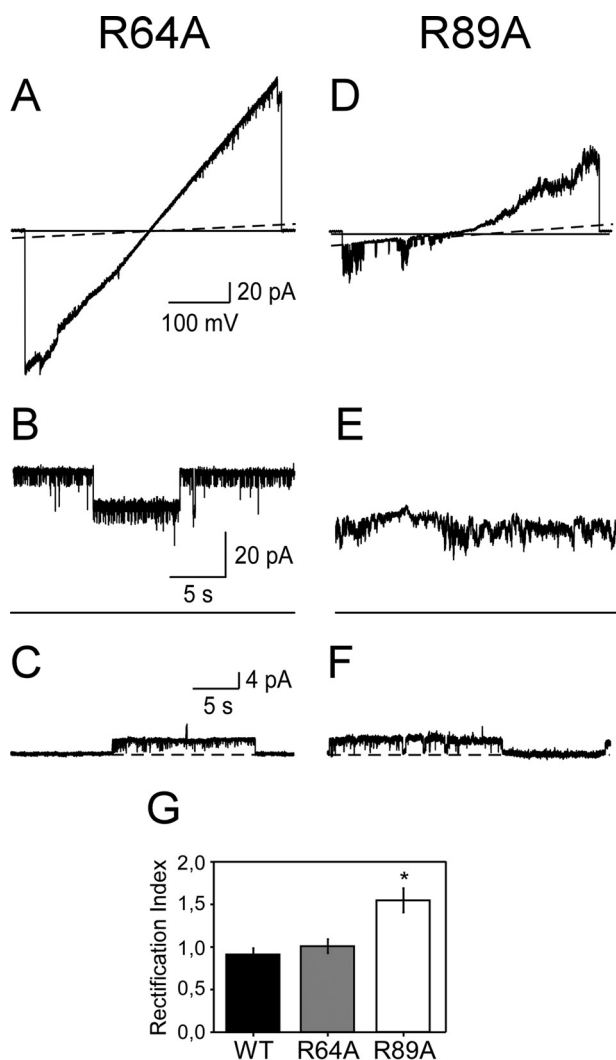 R64A R89A
A D
20 pA
100 mV
B E
20 pA
5 s
C F
4 pA
5 s
G
Rectification Index
2,0
1,5
1,0
0,5
0,0
*
WT R64A R89A